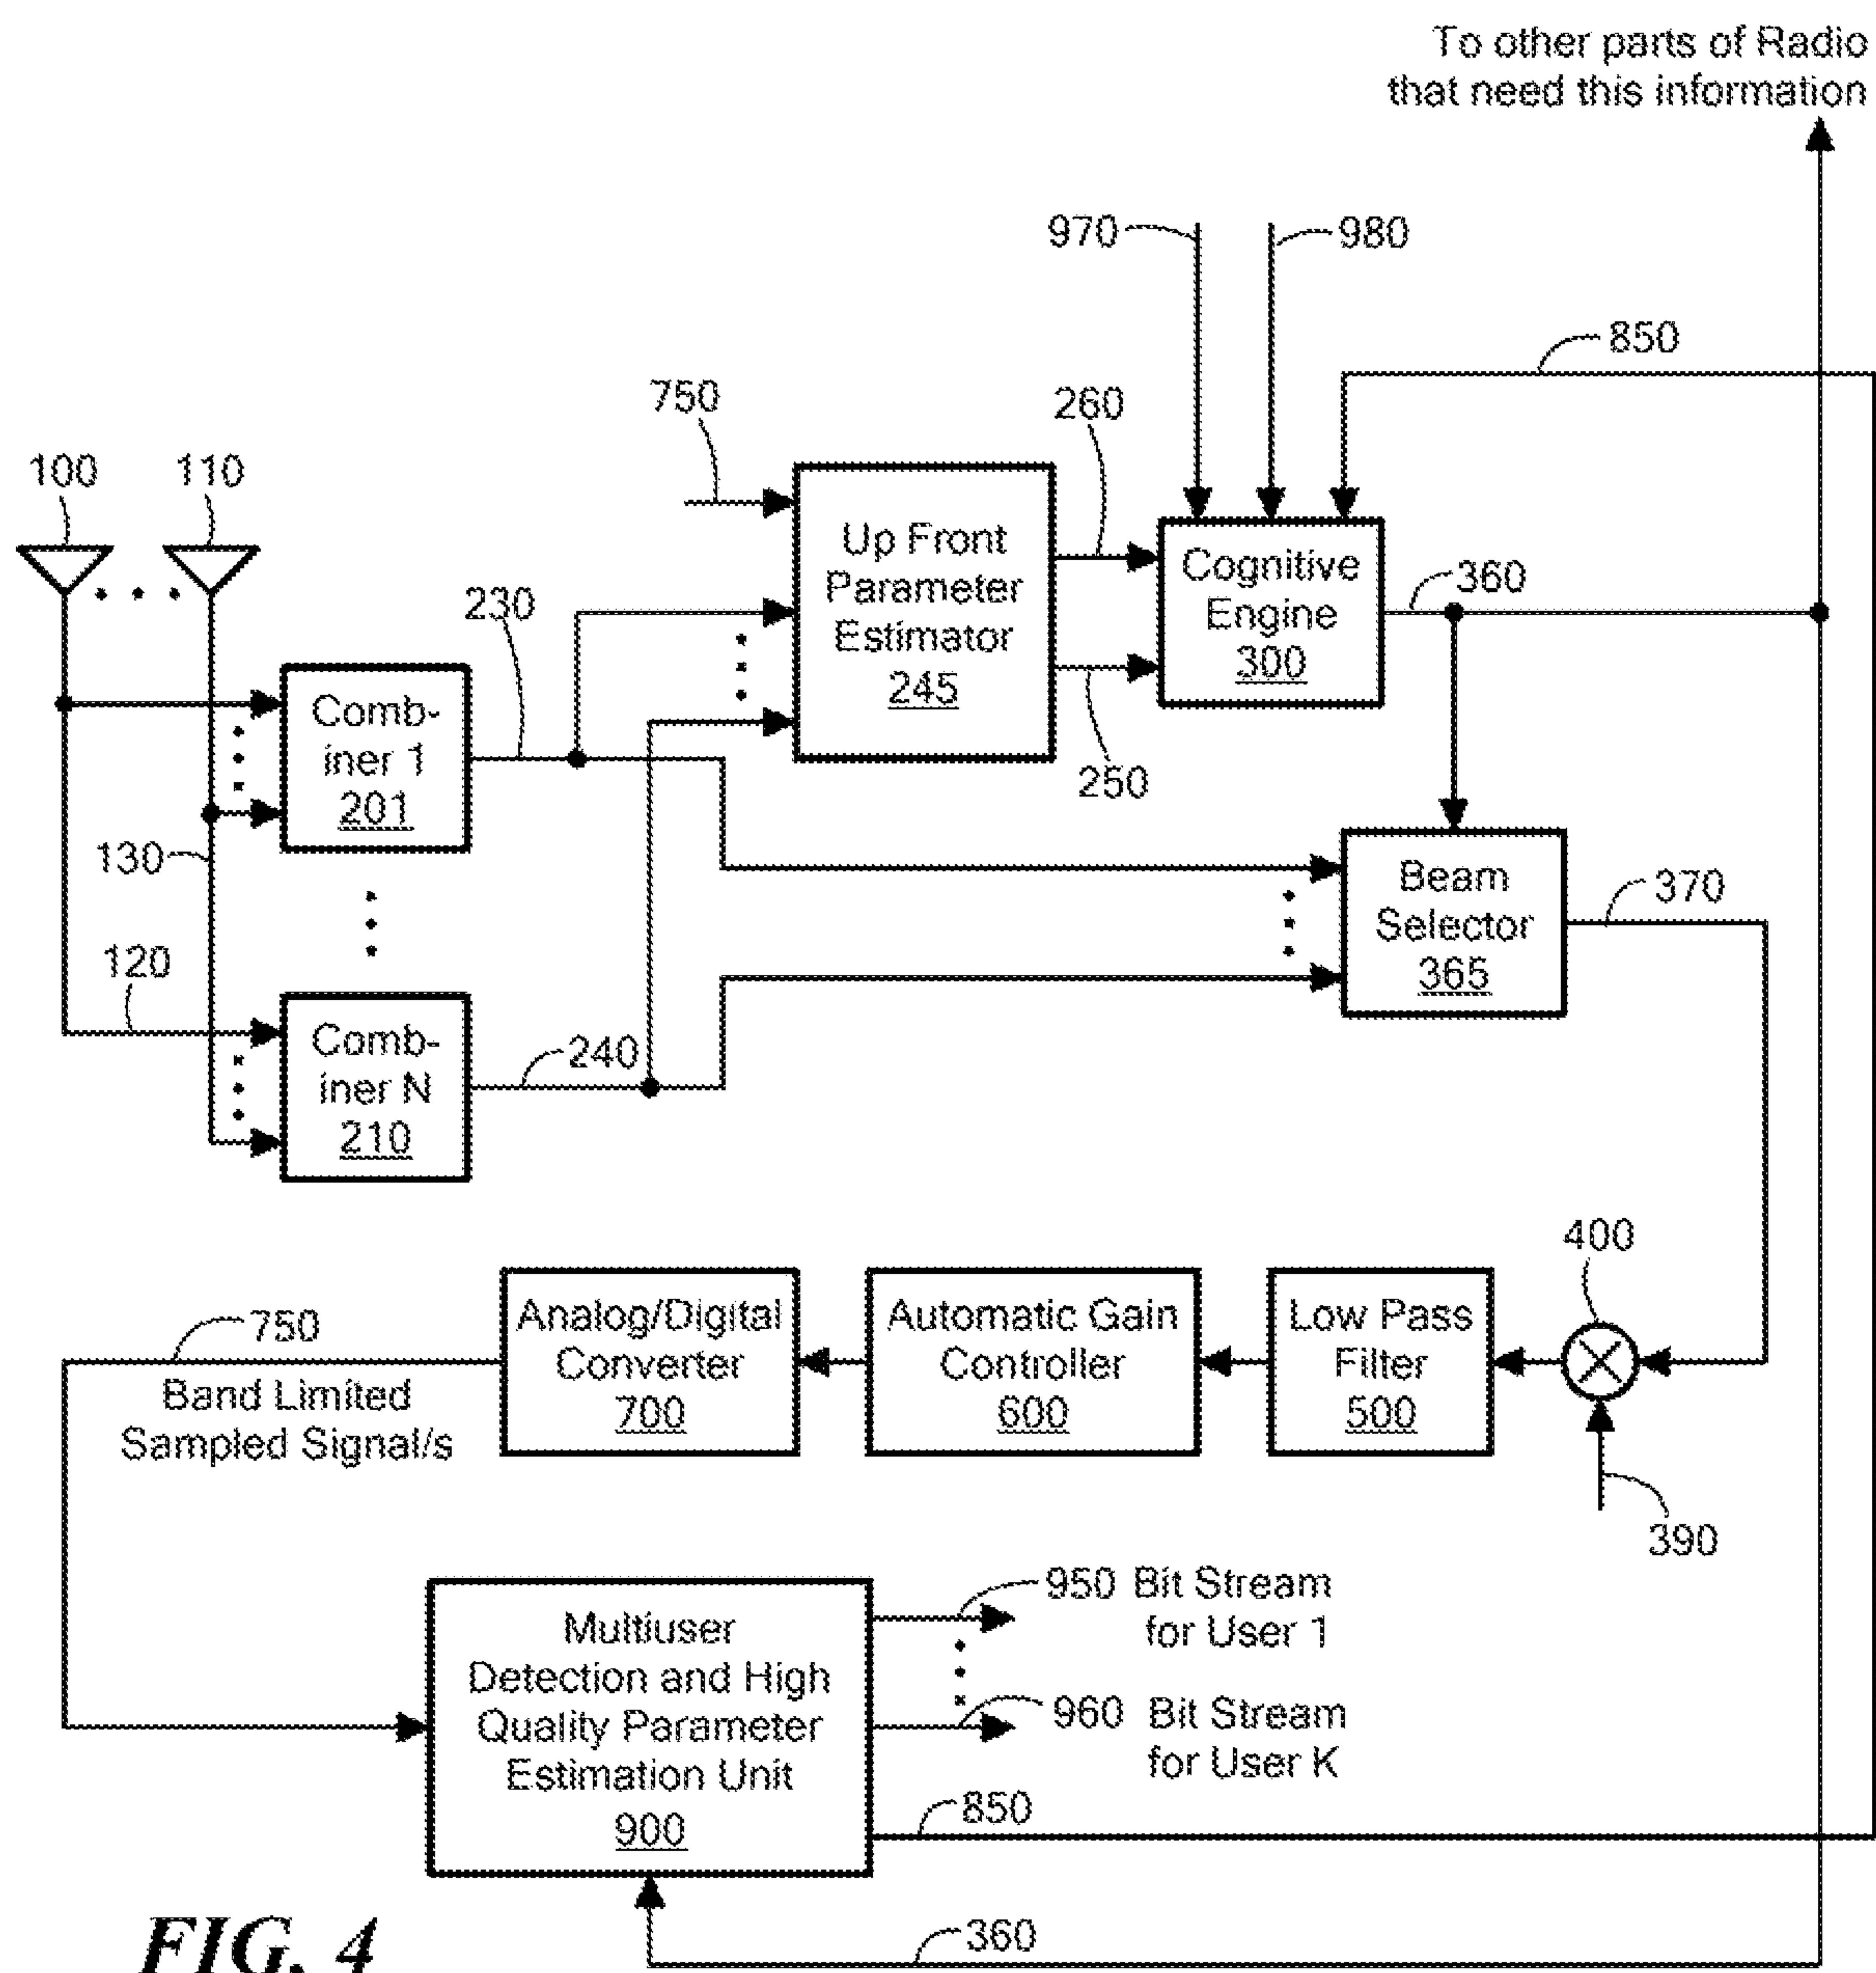 To other parts of Radio
that need this information
970
980
850
750
260
100
110
230
Up Front
Parameter
Estimator
245
Cognitive
Engine
300
360
250
Comb-
iner 1
201
130
Beam
Selector
365
370
120
Comb-
iner N
210
240
400
750
Band Limited
Sampled Signal/s
Analog/Digital
Converter
700
Automatic Gain
Controller
600
Low Pass
Filter
500
390
Multiuser
Detection and High
Quality Parameter
Estimation Unit
900
950 Bit Stream
for User 1
960 Bit Stream
for User K
850
360
FIG. 4